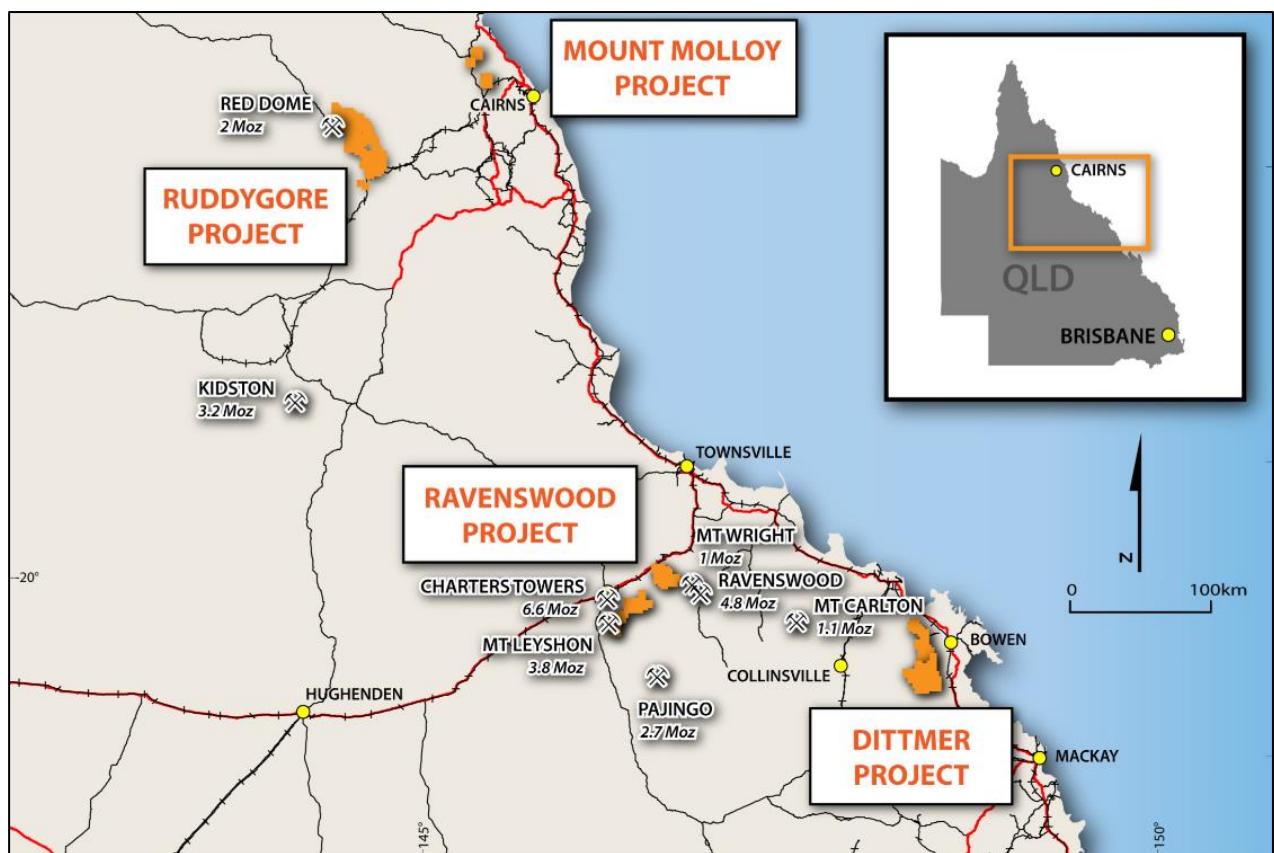 MOUNT MOLLOY
PROJECT
CAIRNS
RED DOME
2 Moz
RUDDYGORE
PROJECT
CAIRNS
QLD
BRISBANE
KIDSTON
3.2 Moz
TOWNSVILLE
RAVENSWOOD
PROJECT
MT WRIGHT
1 Moz
CHARTERS TOWERS
6.6 Moz
RAVENSWOOD
4.8 Moz
MT CARLTON
1.1 Moz
MT LEYSHON
3.8 Moz
BOWEN
COLLINSVILLE
PAJINGO
2.7 Moz
HUGHENDEN
DITTMER
PROJECT
MACKAY
N
0 100km
20°
145°
150°